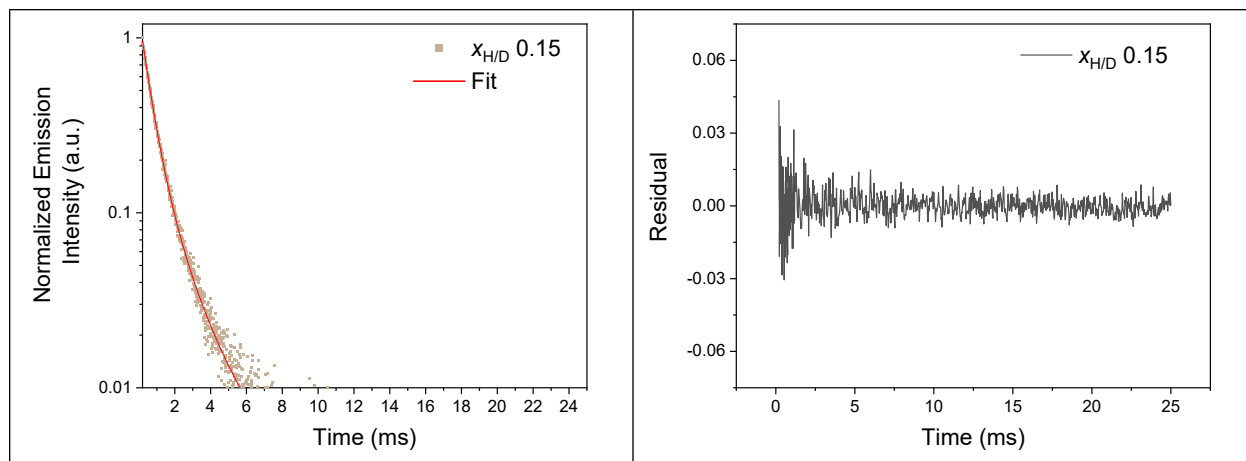 Normalized Emission
Intensity (a.u.)
1
0.1
0.01
x_H/D 0.15
Fit
2 4 6 8 10 12 14 16 18 20 22 24
Time (ms)
Residual
0.06
0.03
0.00
-0.03
-0.06
x_H/D 0.15
0 5 10 15 20 25
Time (ms)